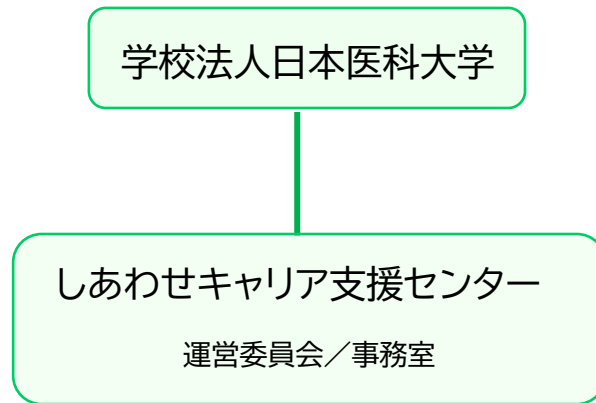 学校法人日本医科大学
しあわせキャリア支援センター
運営委員会／事務室